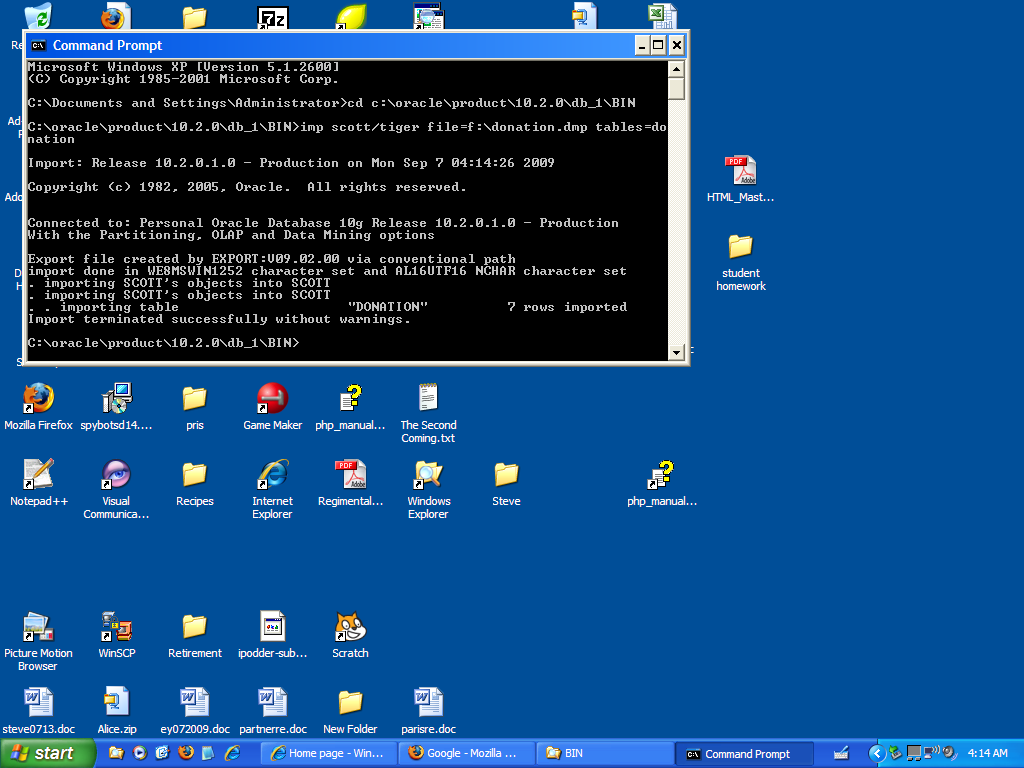 Re
Command Prompt
Microsoft Windows XP [Version 5.1.2600]
(C) Copyright 1985-2001 Microsoft Corp.
C:\Documents and Settings\Administrator>cd c:\oracle\product\10.2.0\db_1\BIN
C:\oracle\product\10.2.0\db_1\BIN>imp scott/tiger file=f:\donation.dmp tables=do
nation
Import: Release 10.2.0.1.0 - Production on Mon Sep 7 04:14:26 2009
Copyright (c) 1982, 2005, Oracle.  All rights reserved.
Connected to: Personal Oracle Database 10g Release 10.2.0.1.0 - Production
With the Partitioning, OLAP and Data Mining options
Export file created by EXPORT:V09.02.00 via conventional path
import done in WE8MSWIN1252 character set and AL16UTF16 NCHAR character set
. importing SCOTT's objects into SCOTT
. importing SCOTT's objects into SCOTT
. . importing table "DONATION" 7 rows imported
Import terminated successfully without warnings.
C:\oracle\product\10.2.0\db_1\BIN>
Ado
HTML_Mast...
student
homework
Mozilla Firefox
spybotsd14....
pris
Game Maker
php_manual...
The Second
Coming.txt
Notepad++
Visual
Communica...
Recipes
Internet
Explorer
Regimental...
Windows
Explorer
Steve
php_manual...
Picture Motion
Browser
WinSCP
Retirement
ipodder-sub...
Scratch
steve0713.doc
Alice.zip
ey072009.doc
partnerre.doc
New Folder
parisre.doc
start
Home page - Win...
Google - Mozilla ...
BIN
Command Prompt
4:14 AM